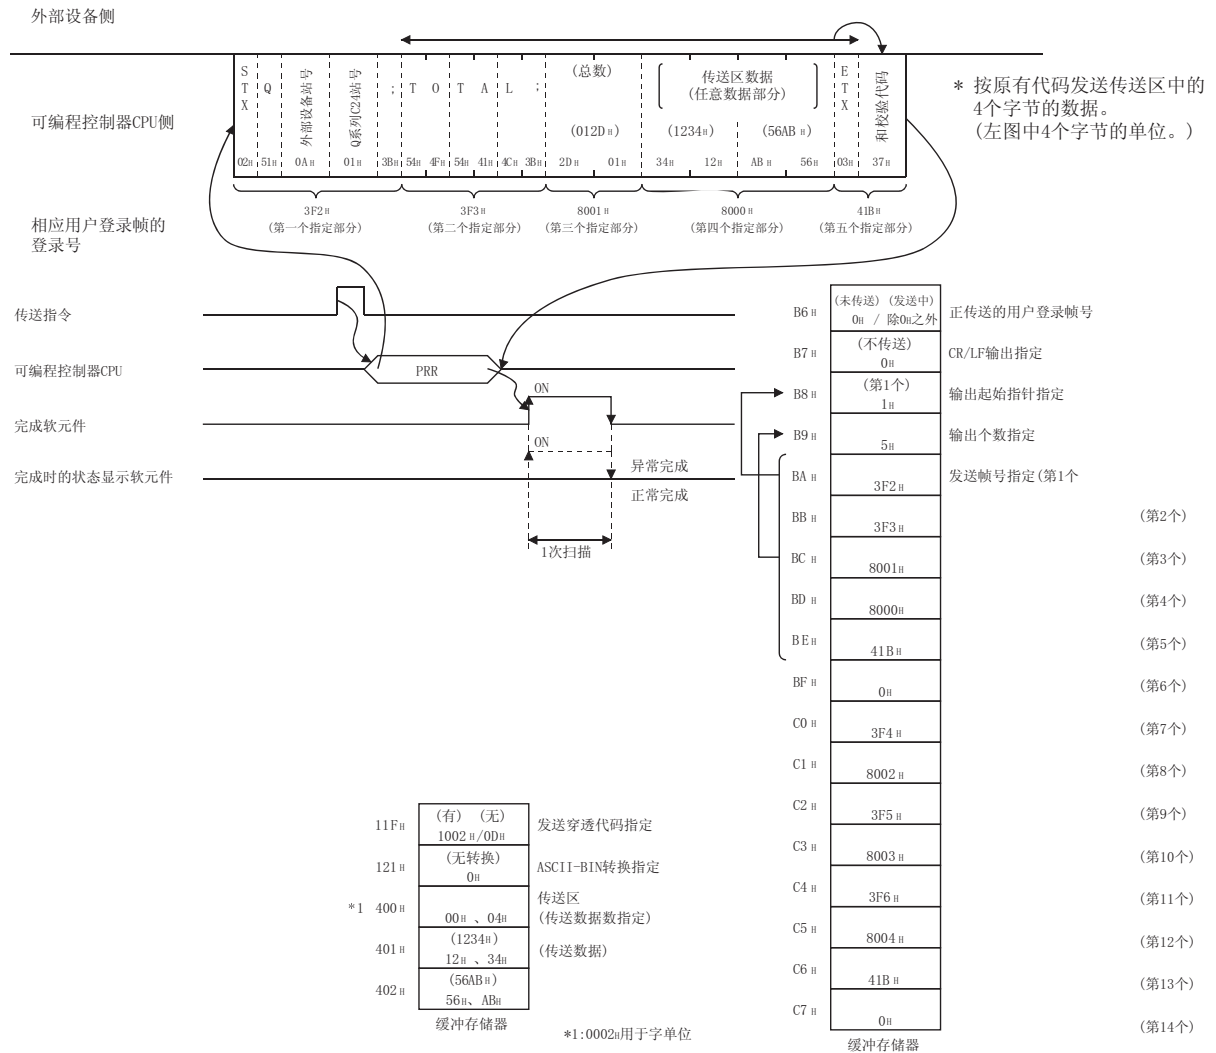 外部设备侧
可编程控制器CPU侧
STX
Q
外部设备站号
Q系列C24站号
; T O T A L ;
(总数)
(012DH)
传送区数据
(任意数据部分)
(1234H) (56ABH)
ETX
和校验代码
02H 51H 0AH 01H 3BH 54H 4FH 54H 41H 4CH 3BH 2DH 01H 34H 12H ABH 56H 03H 37H
* 按原有代码发送传送区中的
4个字节的数据。
(左图中4个字节的单位。)
相应用户登录帧的
登录号
3F2H
(第一个指定部分)
3F3H
(第二个指定部分)
8001H
(第三个指定部分)
8000H
(第四个指定部分)
41BH
(第五个指定部分)
传送指令
可编程控制器CPU
PRR
完成软元件
ON
ON
完成时的状态显示软元件
异常完成
正常完成
1次扫描
B6H (未传送) (发送中)
0H / 除0H之外 正传送的用户登录帧号
B7H (不传送)
0H CR/LF输出指定
B8H (第1个)
1H 输出起始指针指定
B9H 5H 输出个数指定
BAH 3F2H 发送帧号指定(第1个
BBH 3F3H (第2个)
BCH 8001H (第3个)
BDH 8000H (第4个)
BEH 41BH (第5个)
BFH 0H (第6个)
C0H 3F4H (第7个)
C1H 8002H (第8个)
C2H 3F5H (第9个)
C3H 8003H (第10个)
C4H 3F6H (第11个)
C5H 8004H (第12个)
C6H 41BH (第13个)
C7H 0H (第14个)
缓冲存储器
11FH (有) (无)
1002H/0DH 发送穿透代码指定
121H (无转换)
0H ASCII-BIN转换指定
*1 400H 00H、04H 传送区
(传送数据数指定)
401H (1234H)
12H、34H (传送数据)
402H (56ABH)
56H、ABH
缓冲存储器
*1:0002H用于字单位